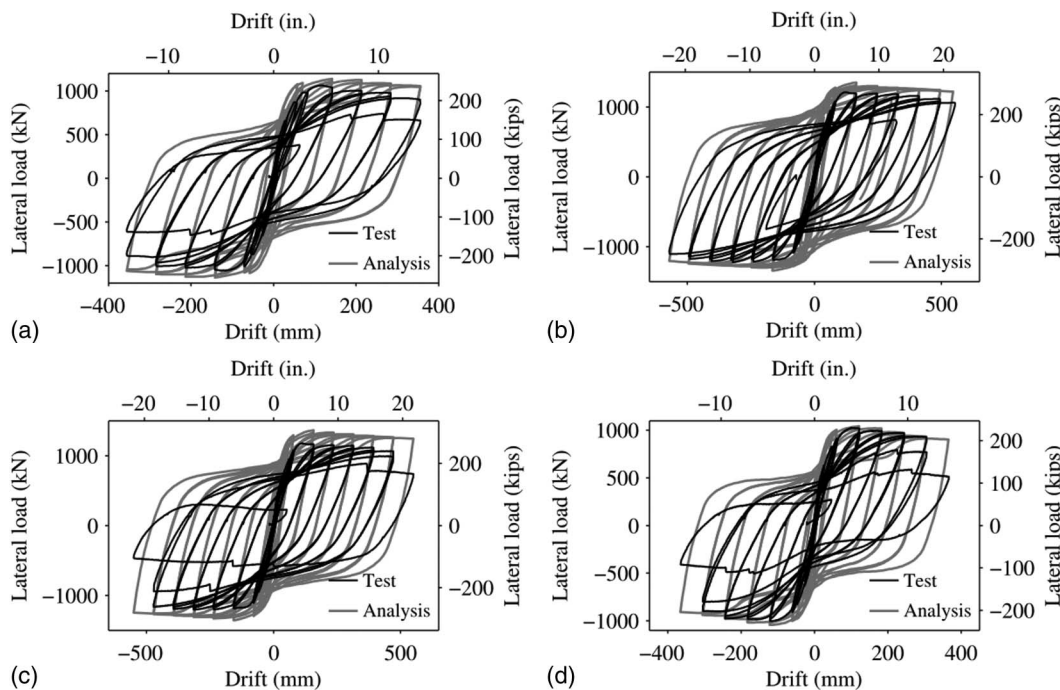 Drift (in.)
−10 0 10
1000 500 0 −500 −1000
Lateral load (kN)
200 100 0 −100 −200
Lateral load (kips)
Test
Analysis
−400 −200 0 200 400
Drift (mm)
(a)
Drift (in.)
−20 −10 0 10 20
1000 0 −1000
Lateral load (kN)
200 0 −200
Lateral load (kips)
Test
Analysis
−500 0 500
Drift (mm)
(b)
Drift (in.)
−20 −10 0 10 20
1000 0 −1000
Lateral load (kN)
200 0 −200
Lateral load (kips)
Test
Analysis
−500 0 500
Drift (mm)
(c)
Drift (in.)
−10 0 10
1000 500 0 −500 −1000
Lateral load (kN)
200 100 0 −100 −200
Lateral load (kips)
Test
Analysis
−400 −200 0 200 400
Drift (mm)
(d)